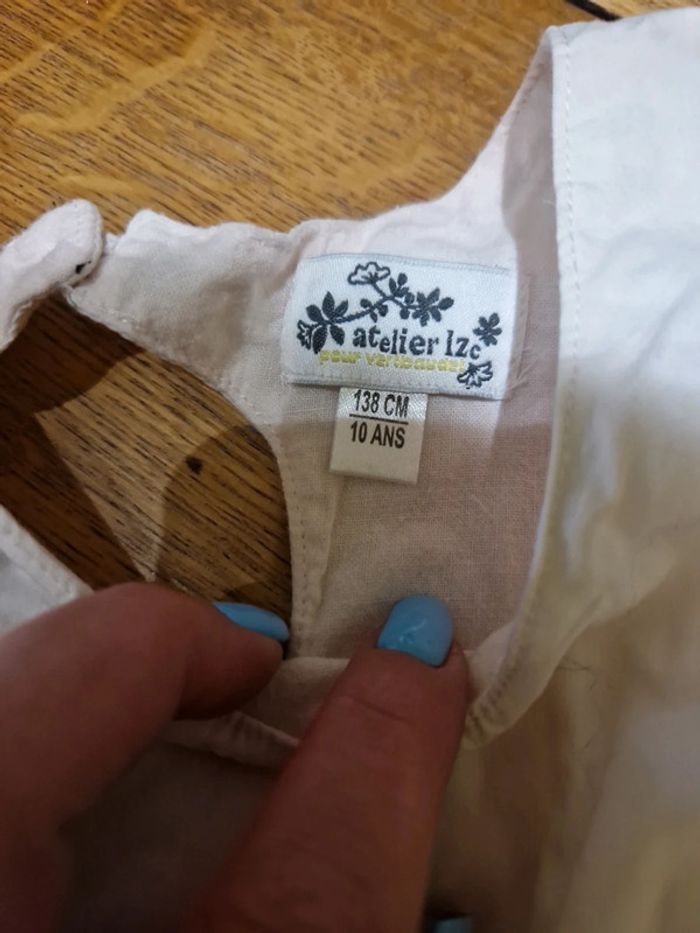 atelier lzc
pour vertbaudet
138 CM
10 ANS